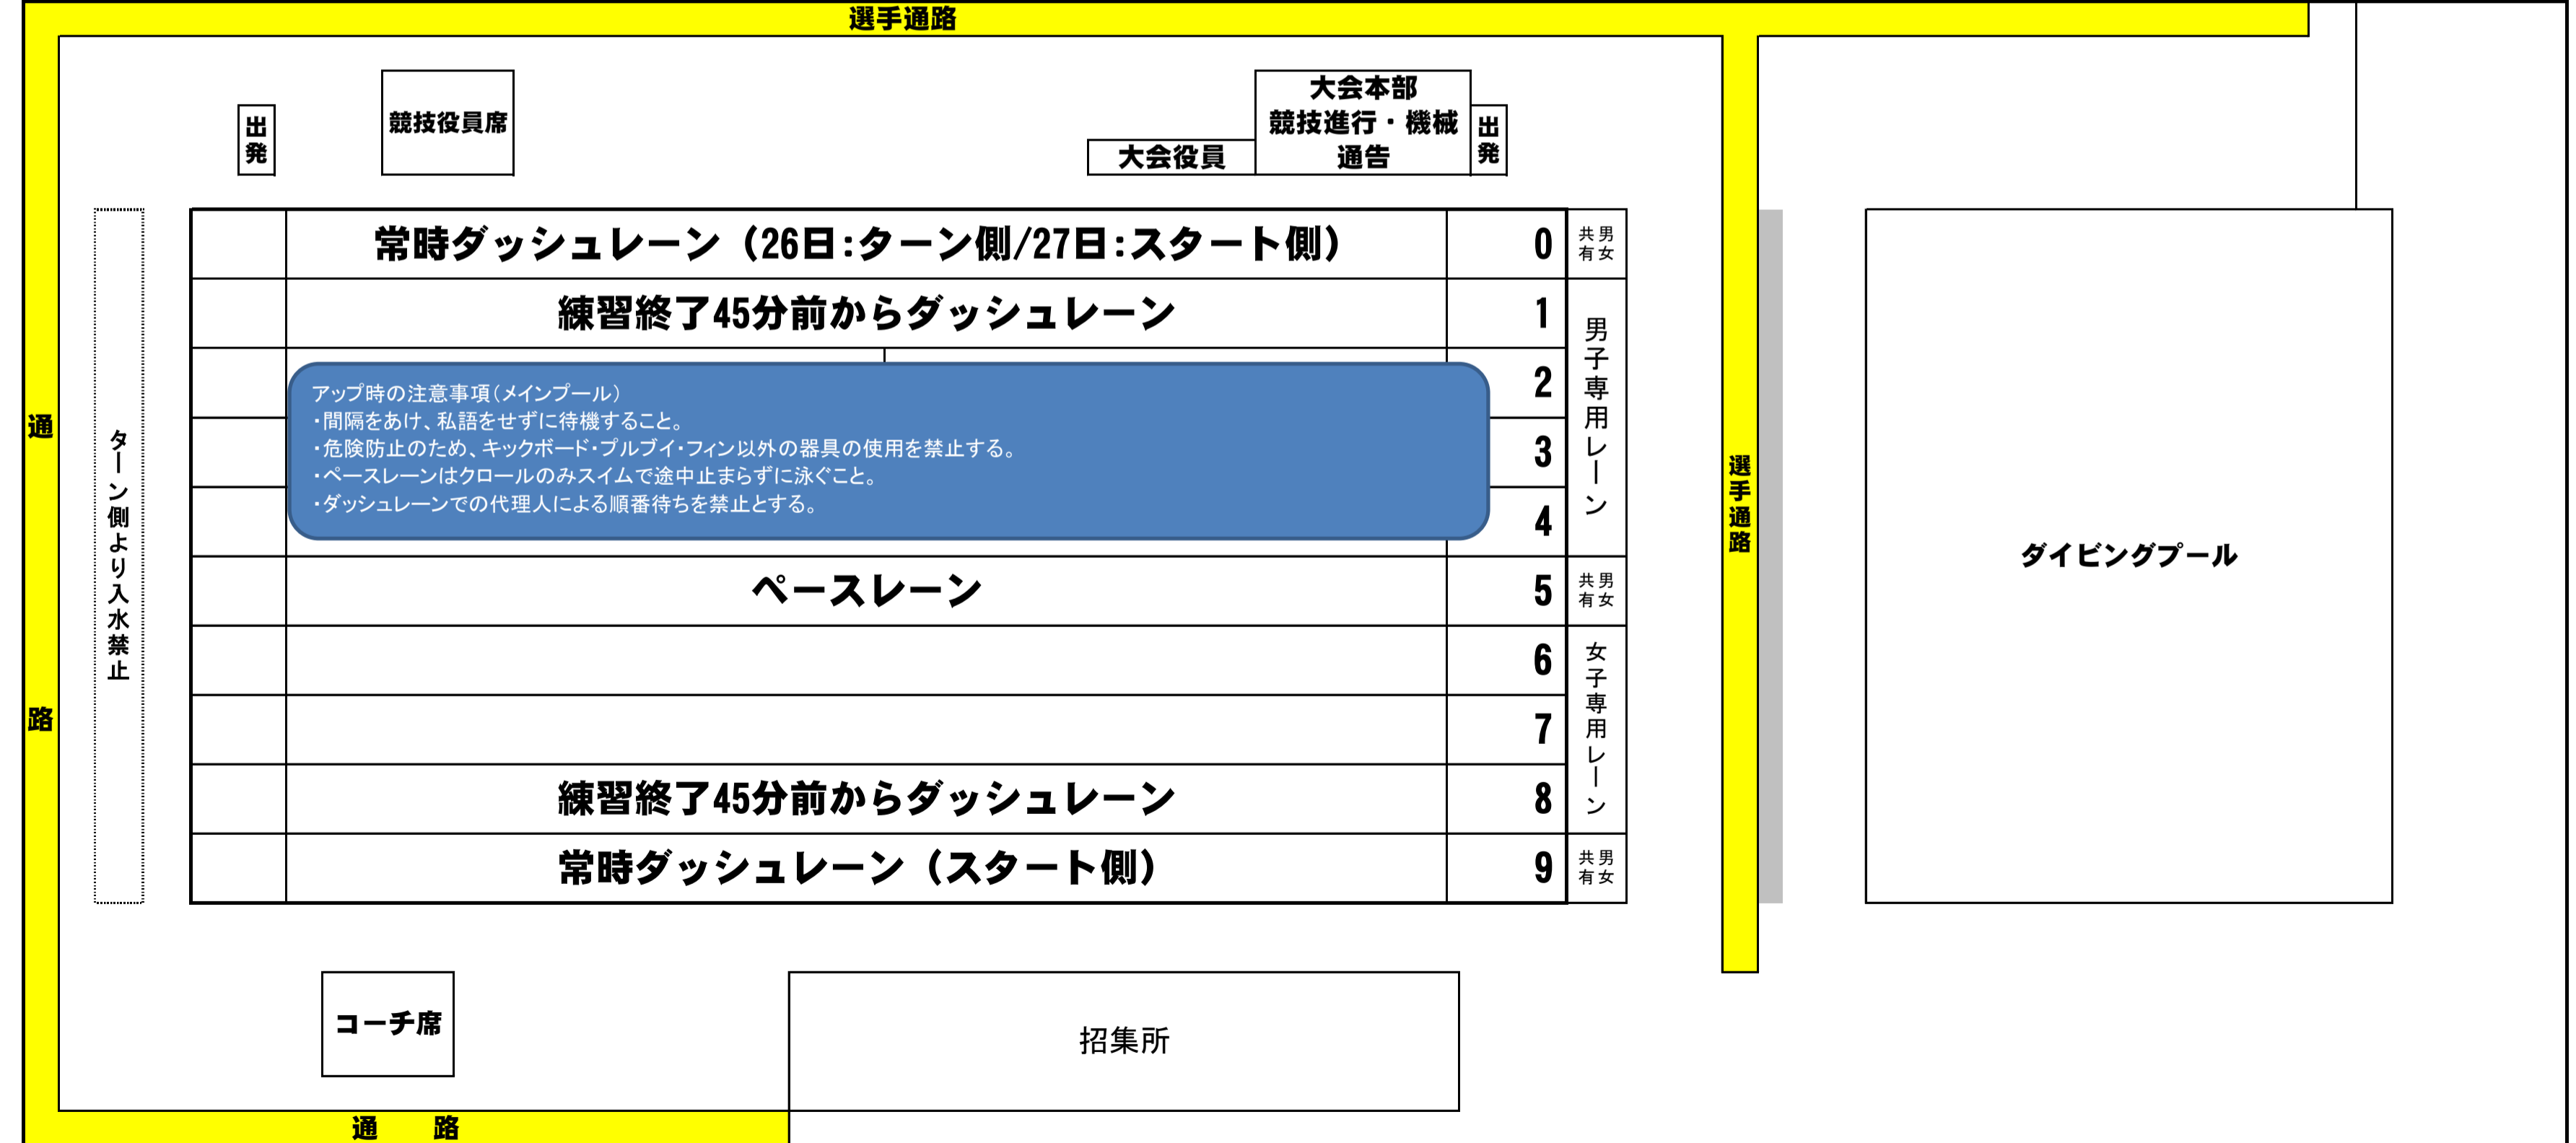 選手通路
競技役員席
出発
大会本部
競技進行・機械
通告
大会役員
出発
常時ダッシュレーン（26日:ターン側/27日:スタート側）
0
男女共有
練習終了45分前からダッシュレーン
1
男子専用レーン
2
アップ時の注意事項（メインプール）
・間隔をあけ、私語をせずに待機すること。
・危険防止のため、キックボード・プルブイ・フィン以外の器具の使用を禁止する。
・ペースレーンはクロールのみスイムで途中止まらずに泳ぐこと。
・ダッシュレーンでの代理人による順番待ちを禁止とする。
3
4
ペースレーン
5
男女共有
6
女子専用レーン
7
練習終了45分前からダッシュレーン
8
常時ダッシュレーン（スタート側）
9
男女共有
ターン側より入水禁止
通路
選手通路
ダイビングプール
コーチ席
招集所
通　路